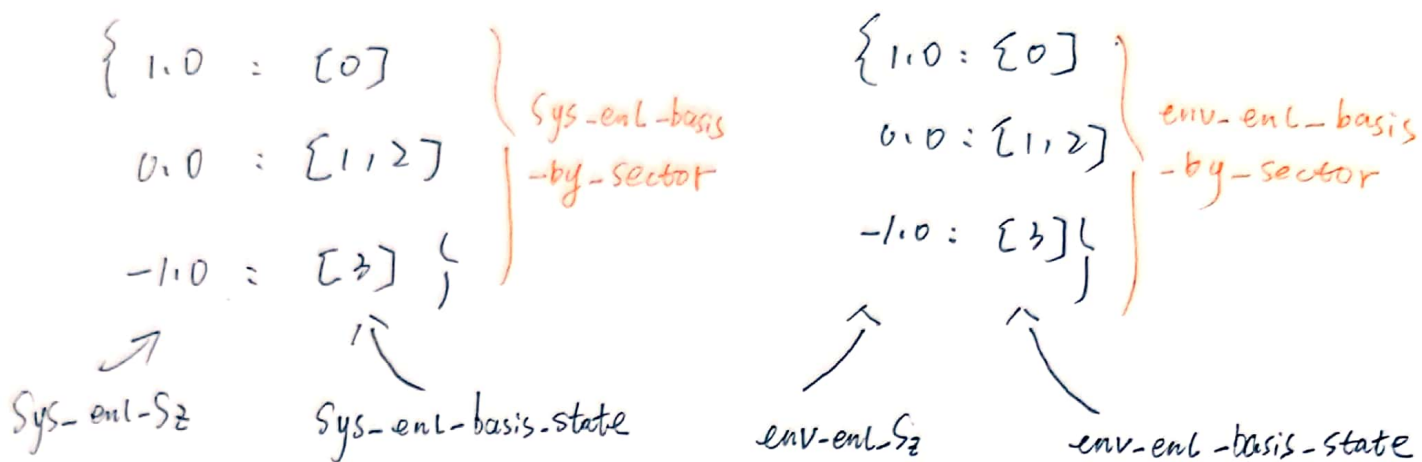 { 1.0 : [0]
0.0 : [1,2]
-1.0 : [3] }
Sys_enl_basis
-by_sector
Sys_enl_Sz
Sys_enl_basis_state
{ 1.0 : [0]
0.0 : [1,2]
-1.0 : [3] }
env_enl_basis
-by_sector
env_enl_Sz
env_enl_basis_state